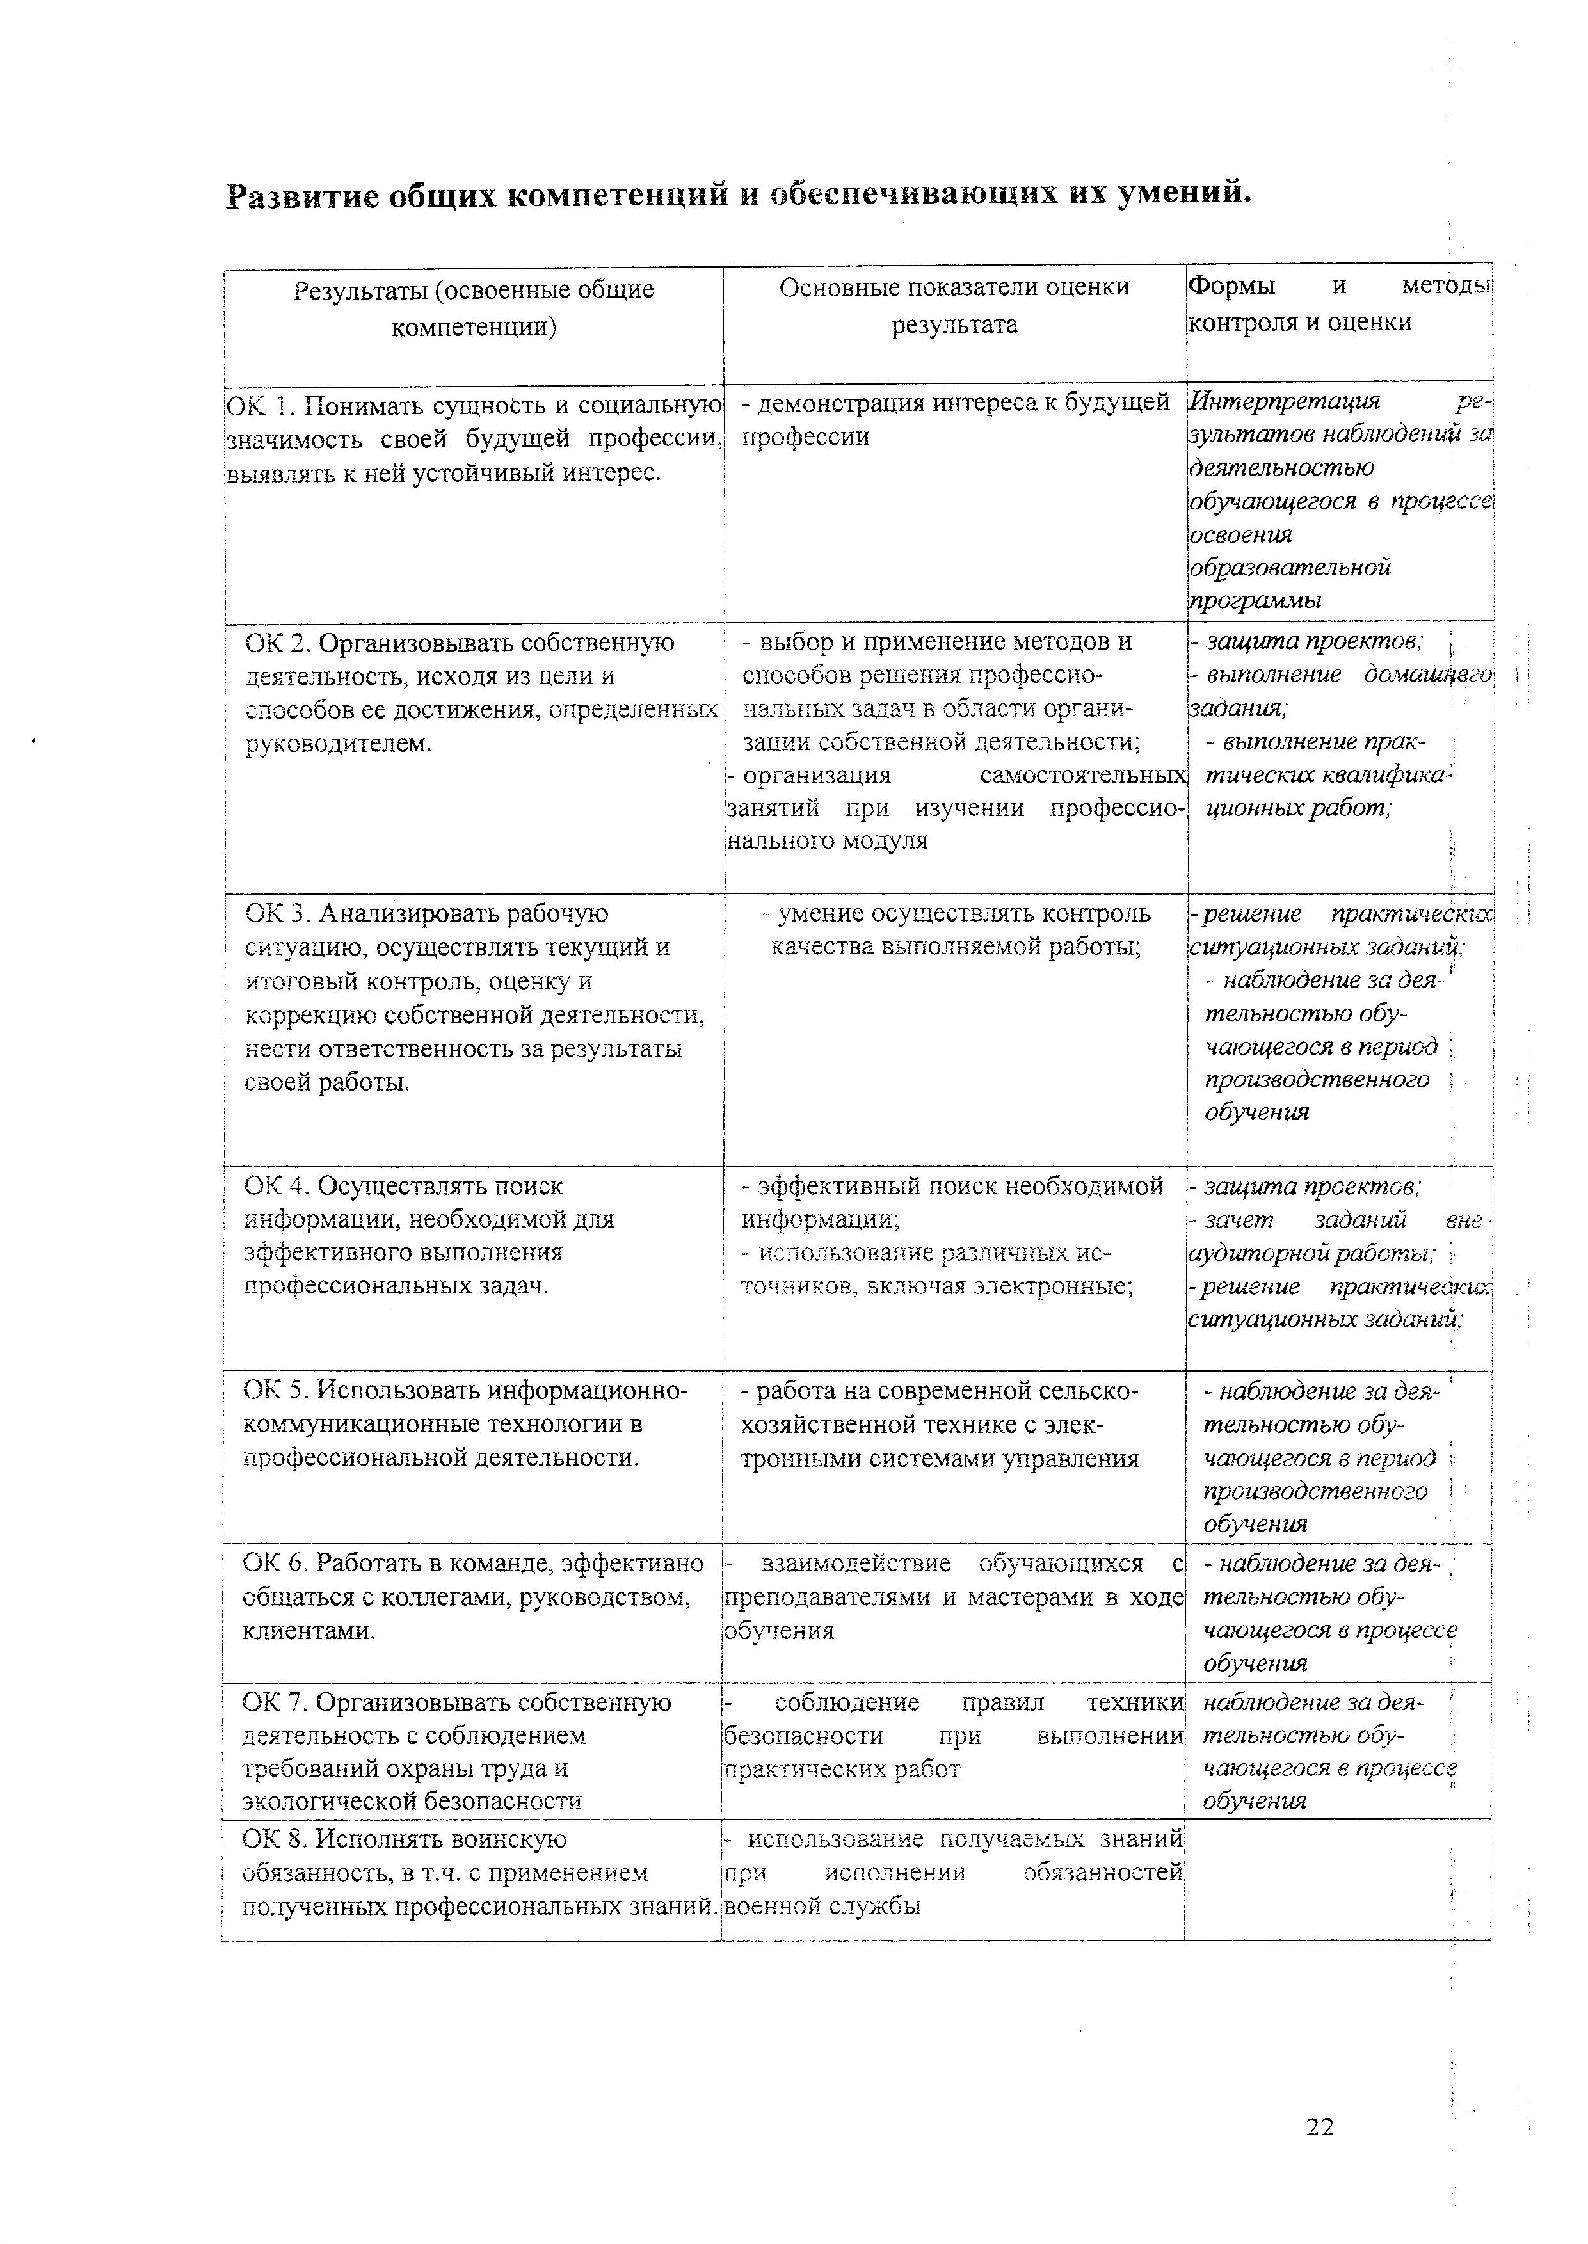 Развитие общих компетенций и обеспечивающих их умений.
Результаты (освоенные общие
компетенции)
Основные показатели оценки
результата
Формы и методы
контроля и оценки
ОК 1. Понимать сущность и социальную
значимость своей будущей профессии,
выявлять к ней устойчивый интерес.
- демонстрация интереса к будущей
профессии
Интерпретация ре-
зультатов наблюдений за
деятельностью
обучающегося в процессе
освоения
образовательной
программы
ОК 2. Организовывать собственную
деятельность, исходя из цели и
способов ее достижения, определенных
руководителем.
- выбор и применение методов и
способов решения профессио-
нальных задач в области органи-
зации собственной деятельности;
- организация самостоятельных
занятий при изучении профессио-
нального модуля
- защита проектов;
- выполнение домашнего
задания;
- выполнение прак-
тических квалифика-
ционных работ;
ОК 3. Анализировать рабочую
ситуацию, осуществлять текущий и
итоговый контроль, оценку и
коррекцию собственной деятельности,
нести ответственность за результаты
своей работы.
- умение осуществлять контроль
качества выполняемой работы;
- решение практических
ситуационных заданий;
- наблюдение за дея-
тельностью обу-
чающегося в период
производственного
обучения
ОК 4. Осуществлять поиск
информации, необходимой для
эффективного выполнения
профессиональных задач.
- эффективный поиск необходимой
информации;
- использование различных ис-
точников, включая электронные;
- защита проектов;
- зачет заданий вне-
аудиторной работы;
- решение практических
ситуационных заданий;
ОК 5. Использовать информационно-
коммуникационные технологии в
профессиональной деятельности.
- работа на современной сельско-
хозяйственной технике с элек-
тронными системами управления
- наблюдение за дея-
тельностью обу-
чающегося в период
производственного
обучения
ОК 6. Работать в команде, эффективно
общаться с коллегами, руководством,
клиентами.
- взаимодействие обучающихся с
преподавателями и мастерами в ходе
обучения
- наблюдение за дея-
тельностью обу-
чающегося в процессе
обучения
ОК 7. Организовывать собственную
деятельность с соблюдением
требований охраны труда и
экологической безопасности
- соблюдение правил техники
безопасности при выполнении
практических работ
наблюдение за дея-
тельностью обу-
чающегося в процессе
обучения
ОК 8. Исполнять воинскую
обязанность, в т.ч. с применением
полученных профессиональных знаний.
- использование получаемых знаний
при исполнении обязанностей
военной службы
22